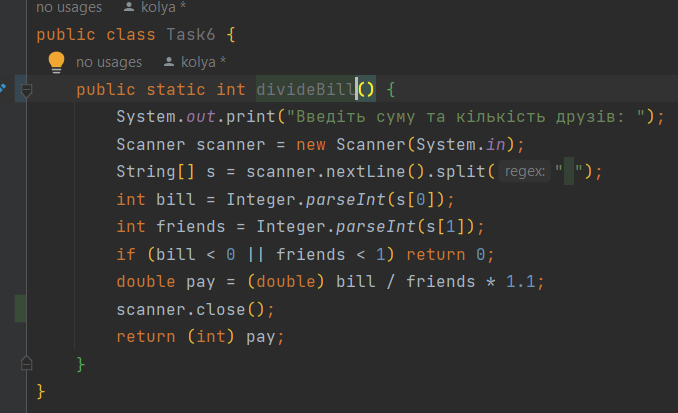 no usages kolya *
public class Task6 {
no usages kolya *
public static int divideBill() {
System.out.print("Введіть суму та кількість друзів: ");
Scanner scanner = new Scanner(System.in);
String[] s = scanner.nextLine().split( regex: " ");
int bill = Integer.parseInt(s[0]);
int friends = Integer.parseInt(s[1]);
if (bill < 0 || friends < 1) return 0;
double pay = (double) bill / friends * 1.1;
scanner.close();
return (int) pay;
}
}